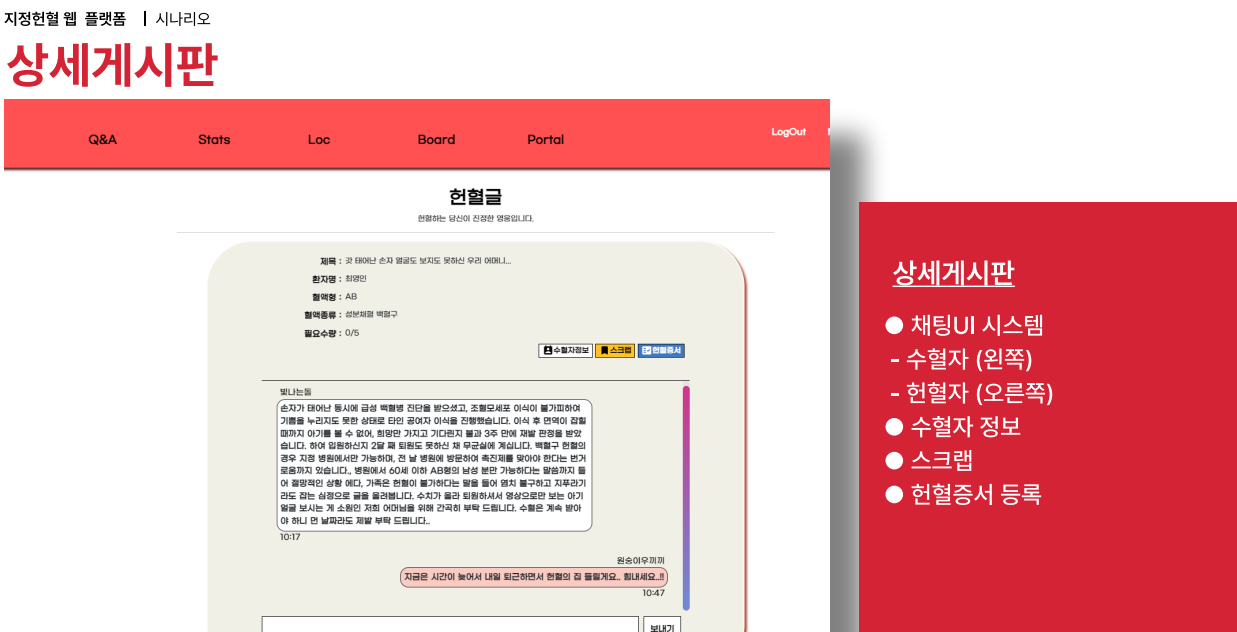 지정헌혈 웹 플랫폼 | 시나리오
상세게시판
Q&A Stats Loc Board Portal LogOut
헌혈글
헌혈하는 당신이 진정한 영웅입니다.
제목 : 갓 태어난 손자 얼굴도 보지도 못하신 우리 어머니...
환자명 : 최영인
혈액형 : AB
혈액종류 : 성분채혈 백혈구
필요수량 : 0/5
수혈자정보 스크랩 헌혈증서
빛나는돌
손자가 태어난 동시에 급성 백혈병 진단을 받으셨고, 조혈모세포 이식이 불가피하여
기쁨을 누리지도 못한 상태로 타인 공여자 이식을 진행했습니다. 이식 후 면역이 잡힐
때까지 아기를 볼 수 없어, 희망만 가지고 기다린지 불과 3주 만에 재발 판정을 받았
습니다. 하여 입원하신지 2달 째 퇴원도 못하신 채 무균실에 계십니다. 백혈구 헌혈의
경우 지정 병원에서만 가능하며, 전 날 병원에 방문하여 촉진제를 맞아야 한다는 번거
로움까지 있습니다., 병원에서 60세 이하 AB형의 남성 분만 가능하다는 말씀까지 들
어 절망적인 상황 에다, 가족은 헌혈이 불가하다는 말을 들어 염치 불구하고 지푸라기
라도 잡는 심정으로 글을 올려봅니다. 수치가 올라 퇴원하셔서 영상으로만 보는 아기
얼굴 보시는 게 소원인 저희 어머님을 위해 간곡히 부탁 드립니다. 수혈은 계속 받아
야 하니 먼 날짜라도 제발 부탁 드립니다..
10:17
원숭이우끼끼
지금은 시간이 늦어서 내일 퇴근하면서 헌혈의 집 들릴게요.. 힘내세요..!!
10:47
보내기
상세게시판
● 채팅UI 시스템
- 수혈자 (왼쪽)
- 헌혈자 (오른쪽)
● 수혈자 정보
● 스크랩
● 헌혈증서 등록